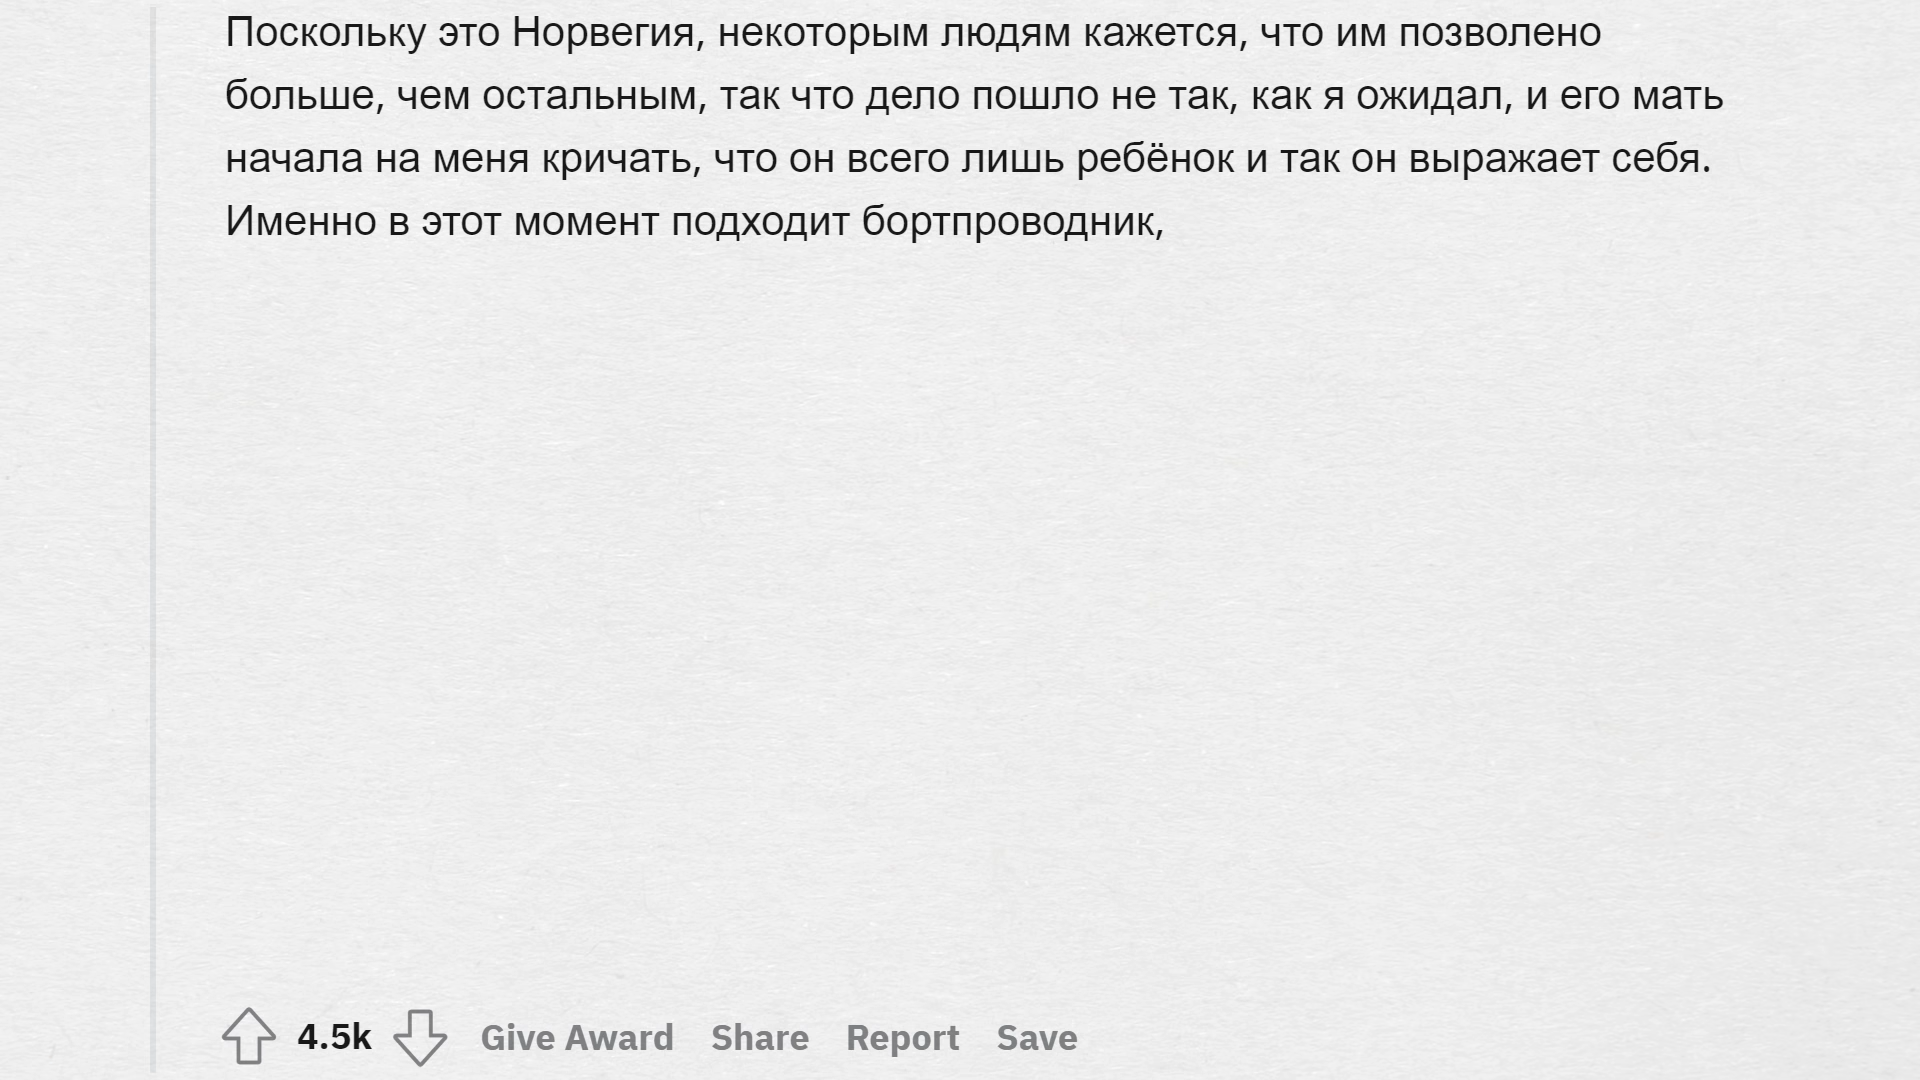 Поскольку это Норвегия, некоторым людям кажется, что им позволено
больше, чем остальным, так что дело пошло не так, как я ожидал, и его мать
начала на меня кричать, что он всего лишь ребёнок и так он выражает себя.
Именно в этот момент подходит бортпроводник,
4.5k Give Award Share Report Save